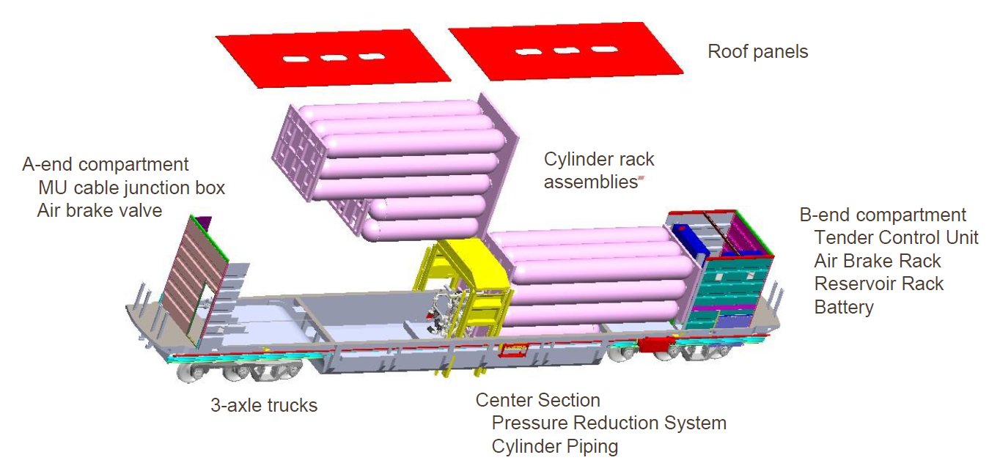 Roof panels
Cylinder rack
assemblies
A-end compartment
MU cable junction box
Air brake valve
B-end compartment
Tender Control Unit
Air Brake Rack
Reservoir Rack
Battery
3-axle trucks
Center Section
Pressure Reduction System
Cylinder Piping